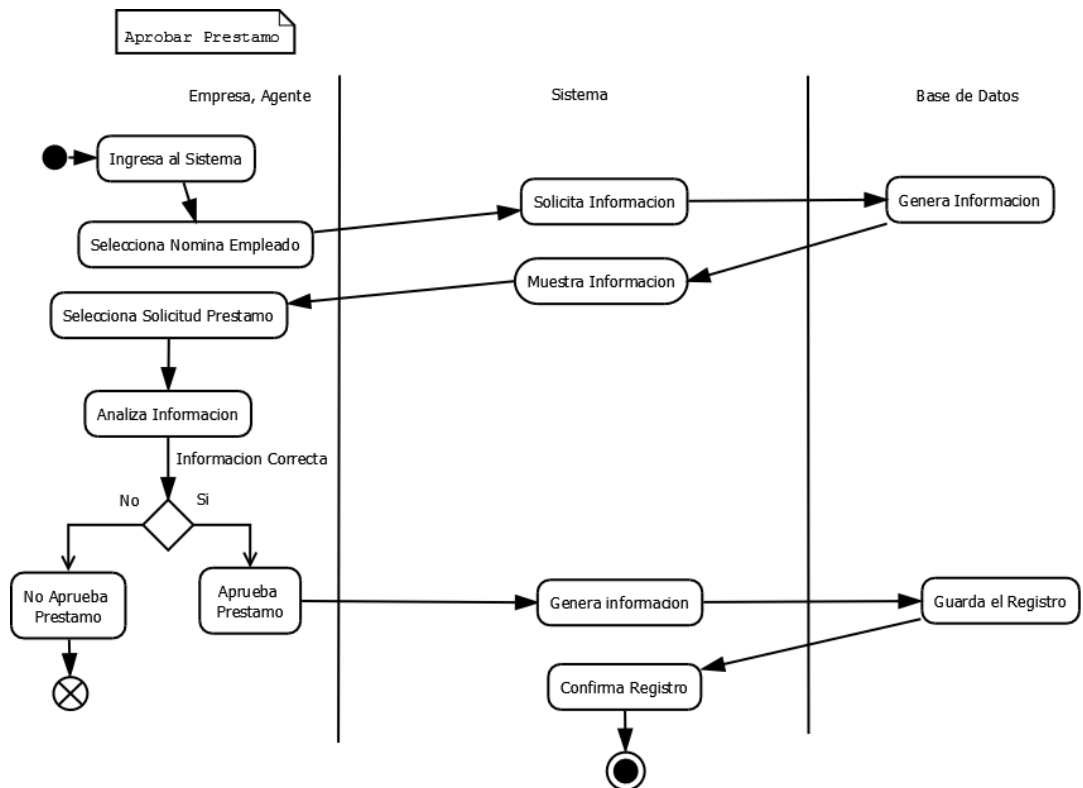 Aprobar Prestamo
Empresa, Agente
Sistema
Base de Datos
Ingresa al Sistema
Solicita Informacion
Genera Informacion
Selecciona Nomina Empleado
Muestra Informacion
Selecciona Solicitud Prestamo
Analiza Informacion
Informacion Correcta
No
Si
No Aprueba
Prestamo
Aprueba
Prestamo
Genera informacion
Guarda el Registro
Confirma Registro